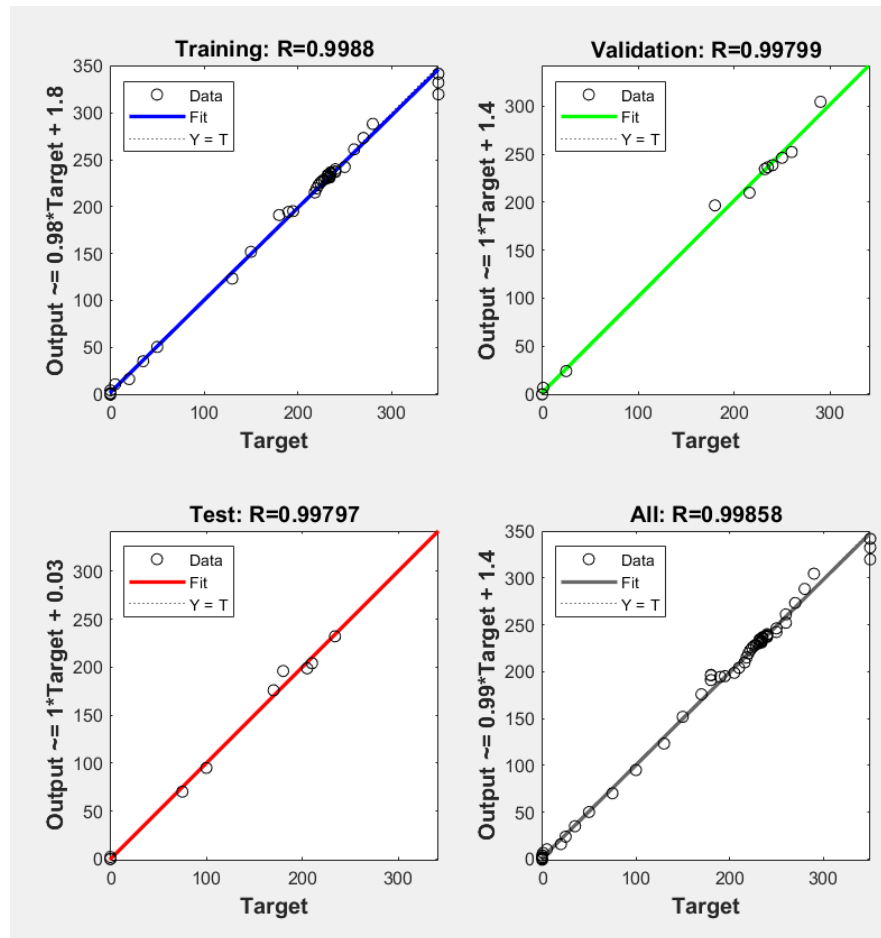 Training: R=0.9988
Output ~= 0.98*Target + 1.8
350
300
250
200
150
100
50
0
Data
Fit
Y = T
0 100 200 300
Target
Validation: R=0.99799
Output ~= 1*Target + 1.4
300
250
200
150
100
50
0
Data
Fit
Y = T
0 100 200 300
Target
Test: R=0.99797
Output ~= 1*Target + 0.03
300
250
200
150
100
50
0
Data
Fit
Y = T
0 100 200 300
Target
All: R=0.99858
Output ~= 0.99*Target + 1.4
350
300
250
200
150
100
50
0
Data
Fit
Y = T
0 100 200 300
Target